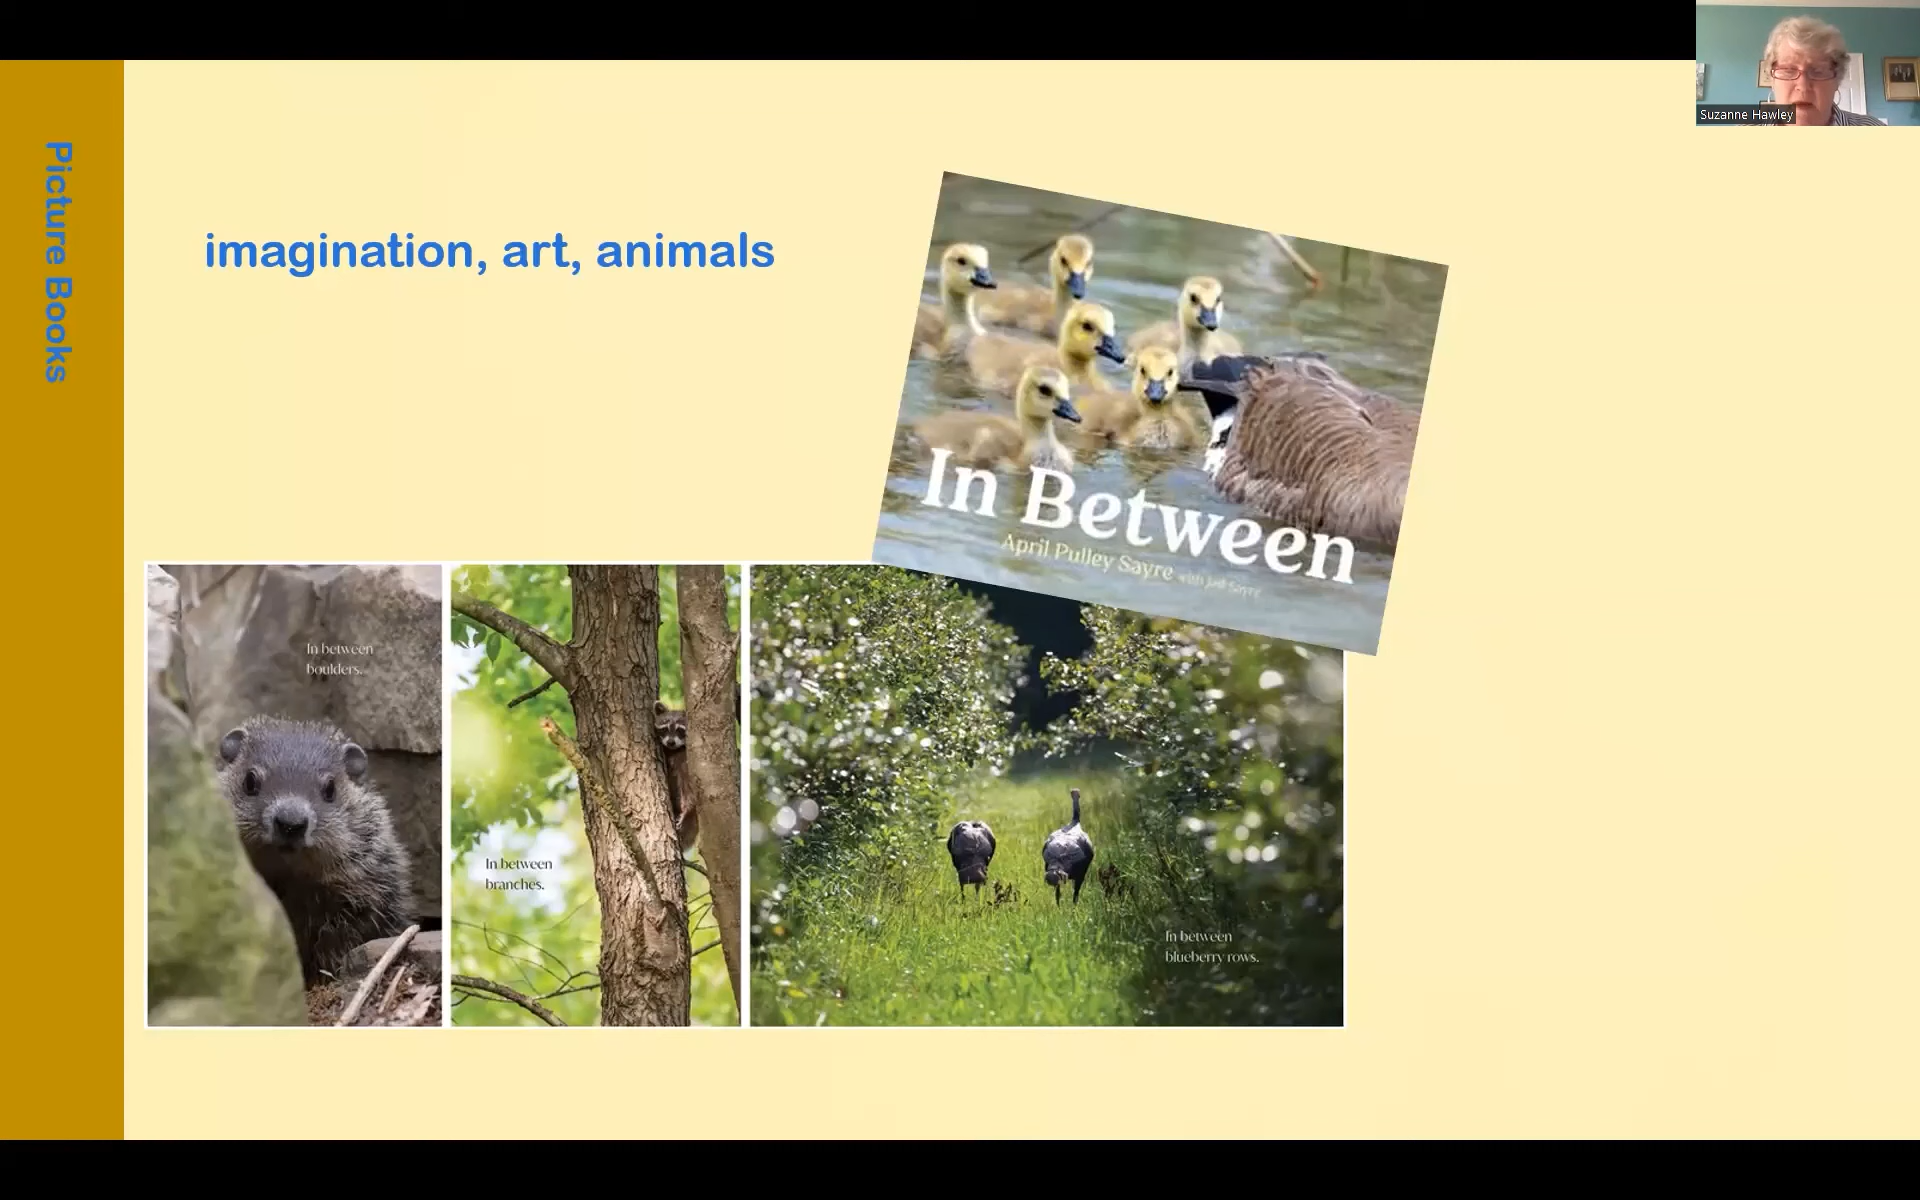 Suzanne Hawley
Picture Books
imagination, art, animals
In Between
April Pulley Sayre with Jeff Sayre
In between
boulders.
In between
branches.
In between
blueberry rows.